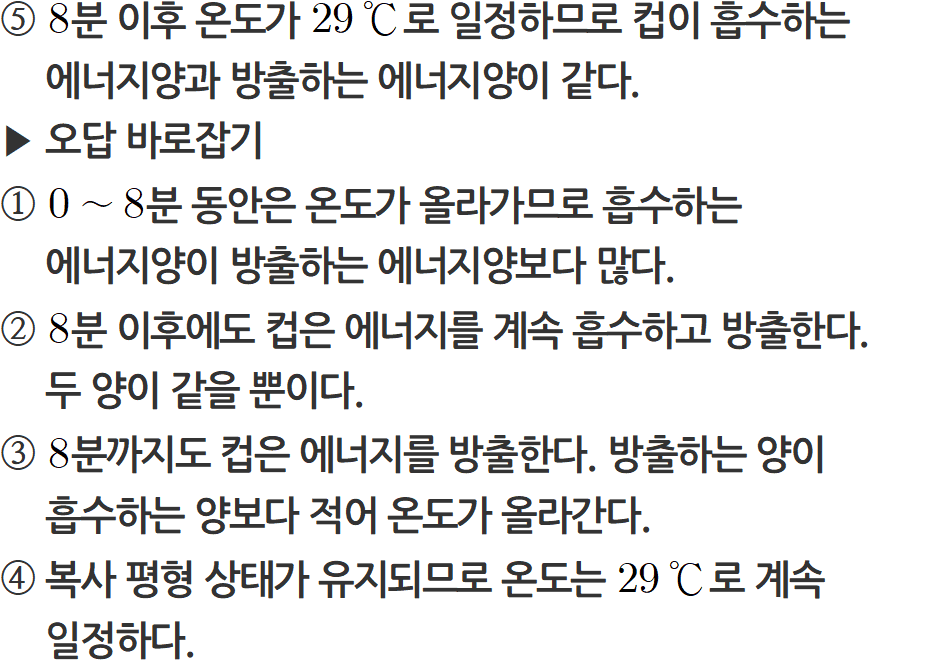 ⑤ 8분 이후 온도가 29 ℃로 일정하므로 컵이 흡수하는
에너지양과 방출하는 에너지양이 같다.
▶ 오답 바로잡기
① 0 ~ 8분 동안은 온도가 올라가므로 흡수하는
에너지양이 방출하는 에너지양보다 많다.
② 8분 이후에도 컵은 에너지를 계속 흡수하고 방출한다.
두 양이 같을 뿐이다.
③ 8분까지도 컵은 에너지를 방출한다. 방출하는 양이
흡수하는 양보다 적어 온도가 올라간다.
④ 복사 평형 상태가 유지되므로 온도는 29 ℃로 계속
일정하다.